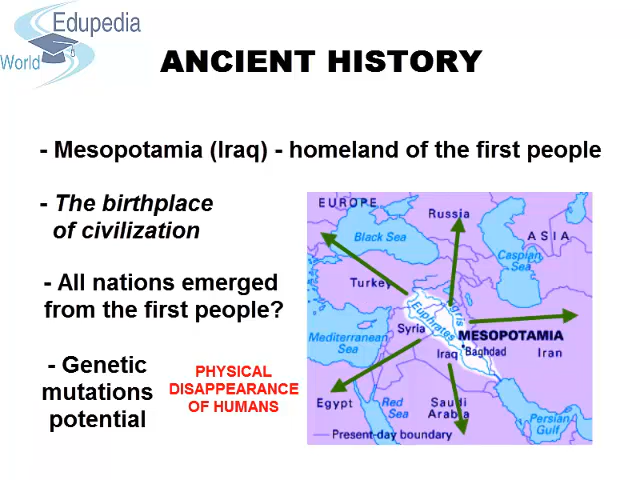 Edupedia
World
ANCIENT HISTORY
- Mesopotamia (Iraq) - homeland of the first people
- The birthplace
of civilization
- All nations emerged
from the first people?
- Genetic
mutations
potential
PHYSICAL
DISAPPEARANCE
OF HUMANS
EUROPE
Russia
Black Sea
ASIA
Caspian
Sea
Turkey
Tigris
Euphrates
Syria
MESOPOTAMIA
Mediterranean
Sea
Iraq
Baghdad
Iran
Egypt
Red
Sea
Saudi
Arabia
Persian
Gulf
Present-day boundary